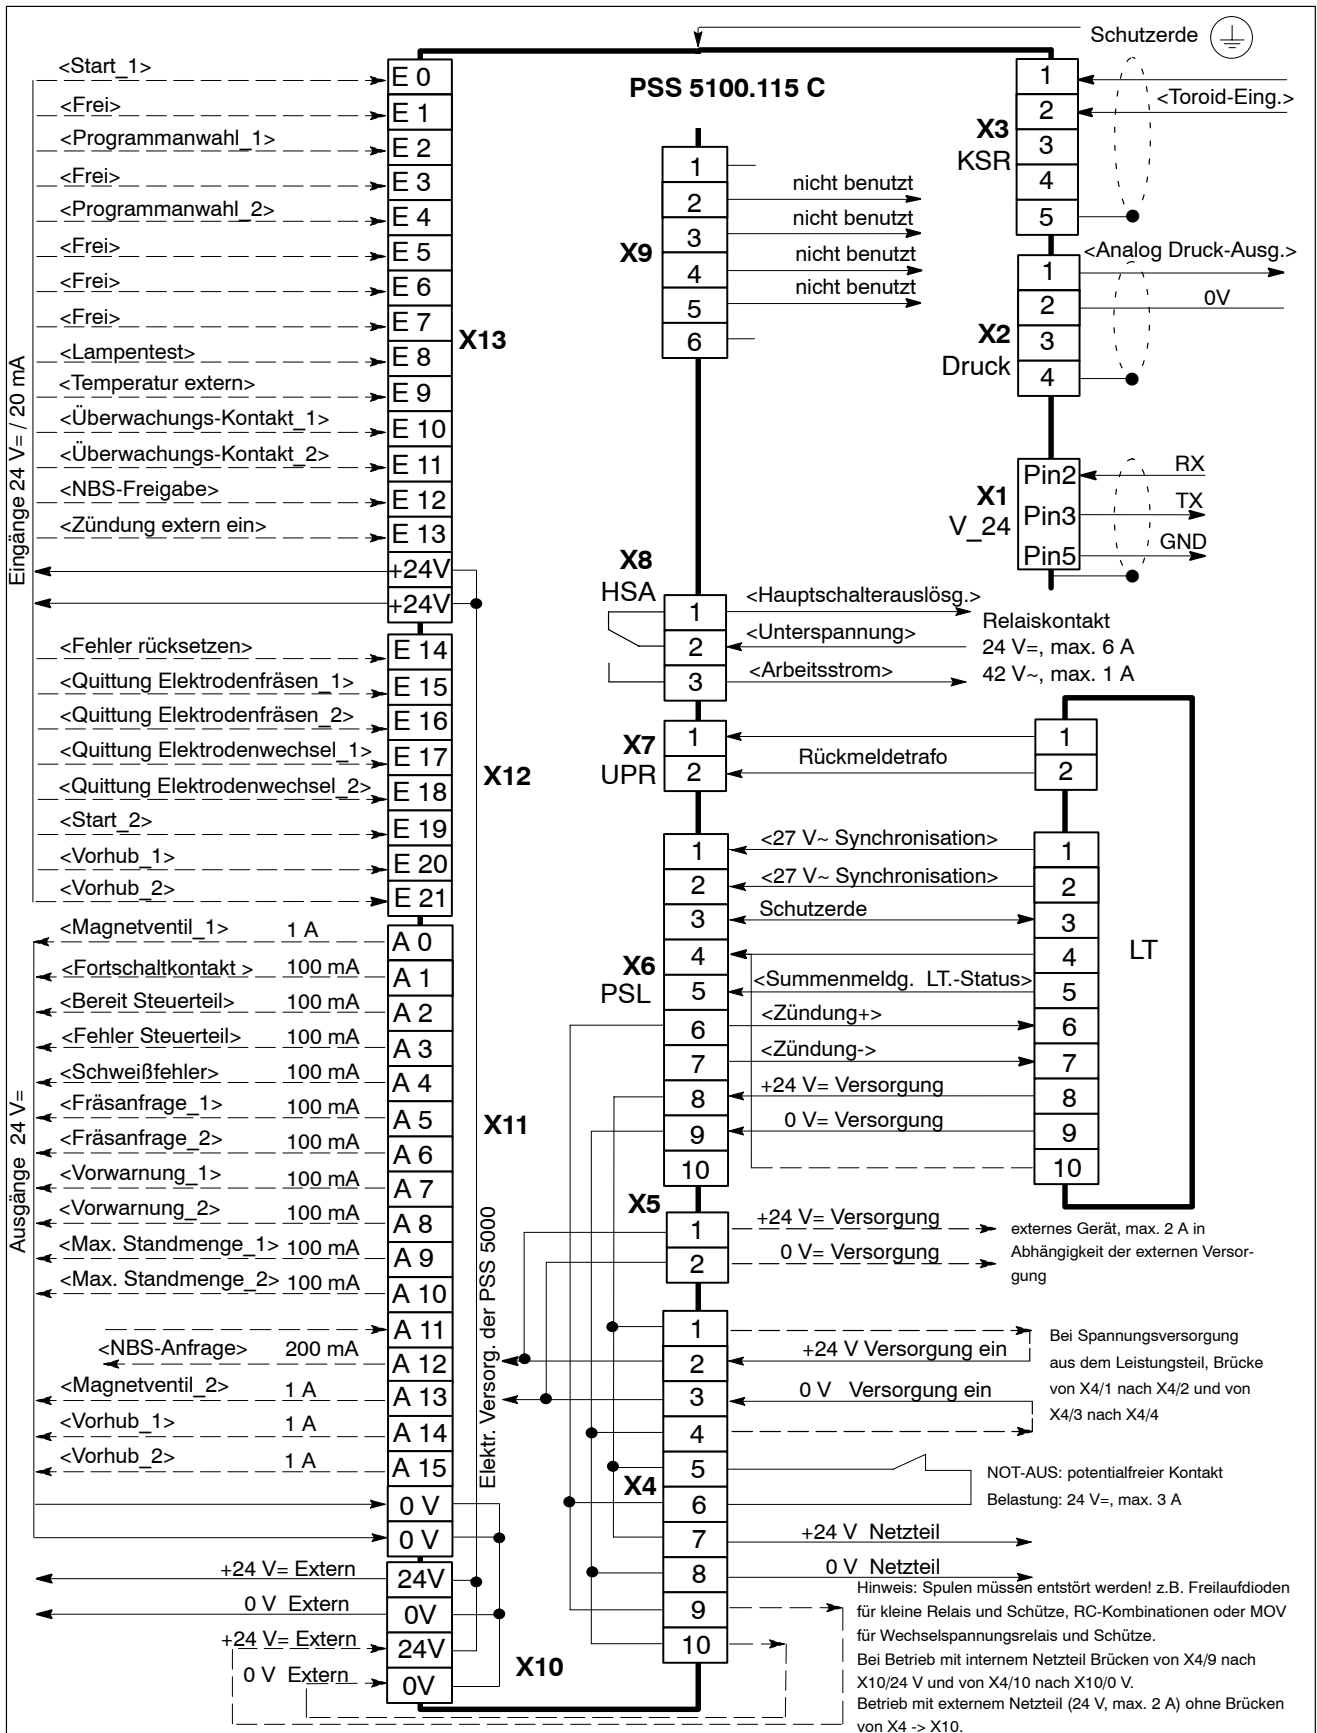 Schutzerde
PSS 5100.115 C
Eingänge 24 V= / 20 mA
<Start_1>
E 0
<Frei>
E 1
<Programmanwahl_1>
E 2
<Frei>
E 3
<Programmanwahl_2>
E 4
<Frei>
E 5
<Frei>
E 6
<Frei>
E 7
<Lampentest>
E 8
<Temperatur extern>
E 9
<Überwachungs-Kontakt_1>
E 10
<Überwachungs-Kontakt_2>
E 11
<NBS-Freigabe>
E 12
<Zündung extern ein>
E 13
+24V
+24V
X13
<Fehler rücksetzen>
E 14
<Quittung Elektrodenfräsen_1>
E 15
<Quittung Elektrodenfräsen_2>
E 16
<Quittung Elektrodenwechsel_1>
E 17
<Quittung Elektrodenwechsel_2>
E 18
<Start_2>
E 19
<Vorhub_1>
E 20
<Vorhub_2>
E 21
X12
Ausgänge 24 V=
<Magnetventil_1> 1 A
A 0
<Fortschaltkontakt > 100 mA
A 1
<Bereit Steuerteil> 100 mA
A 2
<Fehler Steuerteil> 100 mA
A 3
<Schweißfehler> 100 mA
A 4
<Fräsanfrage_1> 100 mA
A 5
<Fräsanfrage_2> 100 mA
A 6
<Vorwarnung_1> 100 mA
A 7
<Vorwarnung_2> 100 mA
A 8
<Max. Standmenge_1> 100 mA
A 9
<Max. Standmenge_2> 100 mA
A 10
A 11
<NBS-Anfrage> 200 mA
A 12
<Magnetventil_2> 1 A
A 13
<Vorhub_1> 1 A
A 14
<Vorhub_2> 1 A
A 15
0 V
0 V
X11
Elektr. Versorg. der PSS 5000
+24 V= Extern
24V
0 V Extern
0V
+24 V= Extern
24V
0 V Extern
0V
X10
X9
1
2
nicht benutzt
3
nicht benutzt
4
nicht benutzt
5
nicht benutzt
6
X3
KSR
1
2
<Toroid-Eing.>
3
4
5
X2
Druck
1
<Analog Druck-Ausg.>
2
0V
3
4
X1
V_24
Pin2
RX
Pin3
TX
Pin5
GND
X8
HSA
1
<Hauptschalterauslösg.>
2
<Unterspannung>
3
<Arbeitsstrom>
Relaiskontakt
24 V=, max. 6 A
42 V~, max. 1 A
X7
UPR
1
2
Rückmeldetrafo
1
2
X6
PSL
1
<27 V~ Synchronisation>
1
2
<27 V~ Synchronisation>
2
3
Schutzerde
3
4
4
5
<Summenmeldg. LT.-Status>
5
6
<Zündung+>
6
7
<Zündung->
7
8
+24 V= Versorgung
8
9
0 V= Versorgung
9
10
10
LT
X5
1
+24 V= Versorgung
2
0 V= Versorgung
externes Gerät, max. 2 A in
Abhängigkeit der externen Versor-
gung
X4
1
2
+24 V Versorgung ein
3
0 V Versorgung ein
4
Bei Spannungsversorgung
aus dem Leistungsteil, Brücke
von X4/1 nach X4/2 und von
X4/3 nach X4/4
5
6
NOT-AUS: potentialfreier Kontakt
Belastung: 24 V=, max. 3 A
7
+24 V Netzteil
8
0 V Netzteil
9
10
Hinweis: Spulen müssen entstört werden! z.B. Freilaufdioden
für kleine Relais und Schütze, RC-Kombinationen oder MOV
für Wechselspannungsrelais und Schütze.
Bei Betrieb mit internem Netzteil Brücken von X4/9 nach
X10/24 V und von X4/10 nach X10/0 V.
Betrieb mit externem Netzteil (24 V, max. 2 A) ohne Brücken
von X4 -> X10.